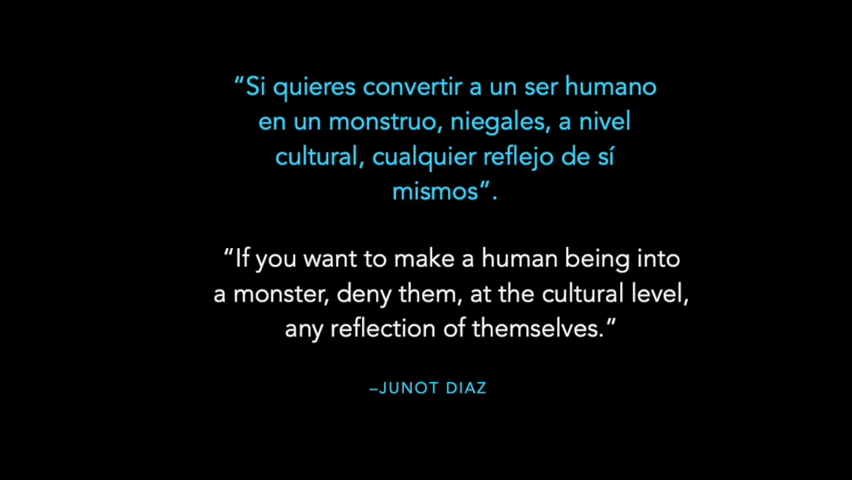 “Si quieres convertir a un ser humano
en un monstruo, niegales, a nivel
cultural, cualquier reflejo de sí
mismos”.
“If you want to make a human being into
a monster, deny them, at the cultural level,
any reflection of themselves.”
–JUNOT DIAZ